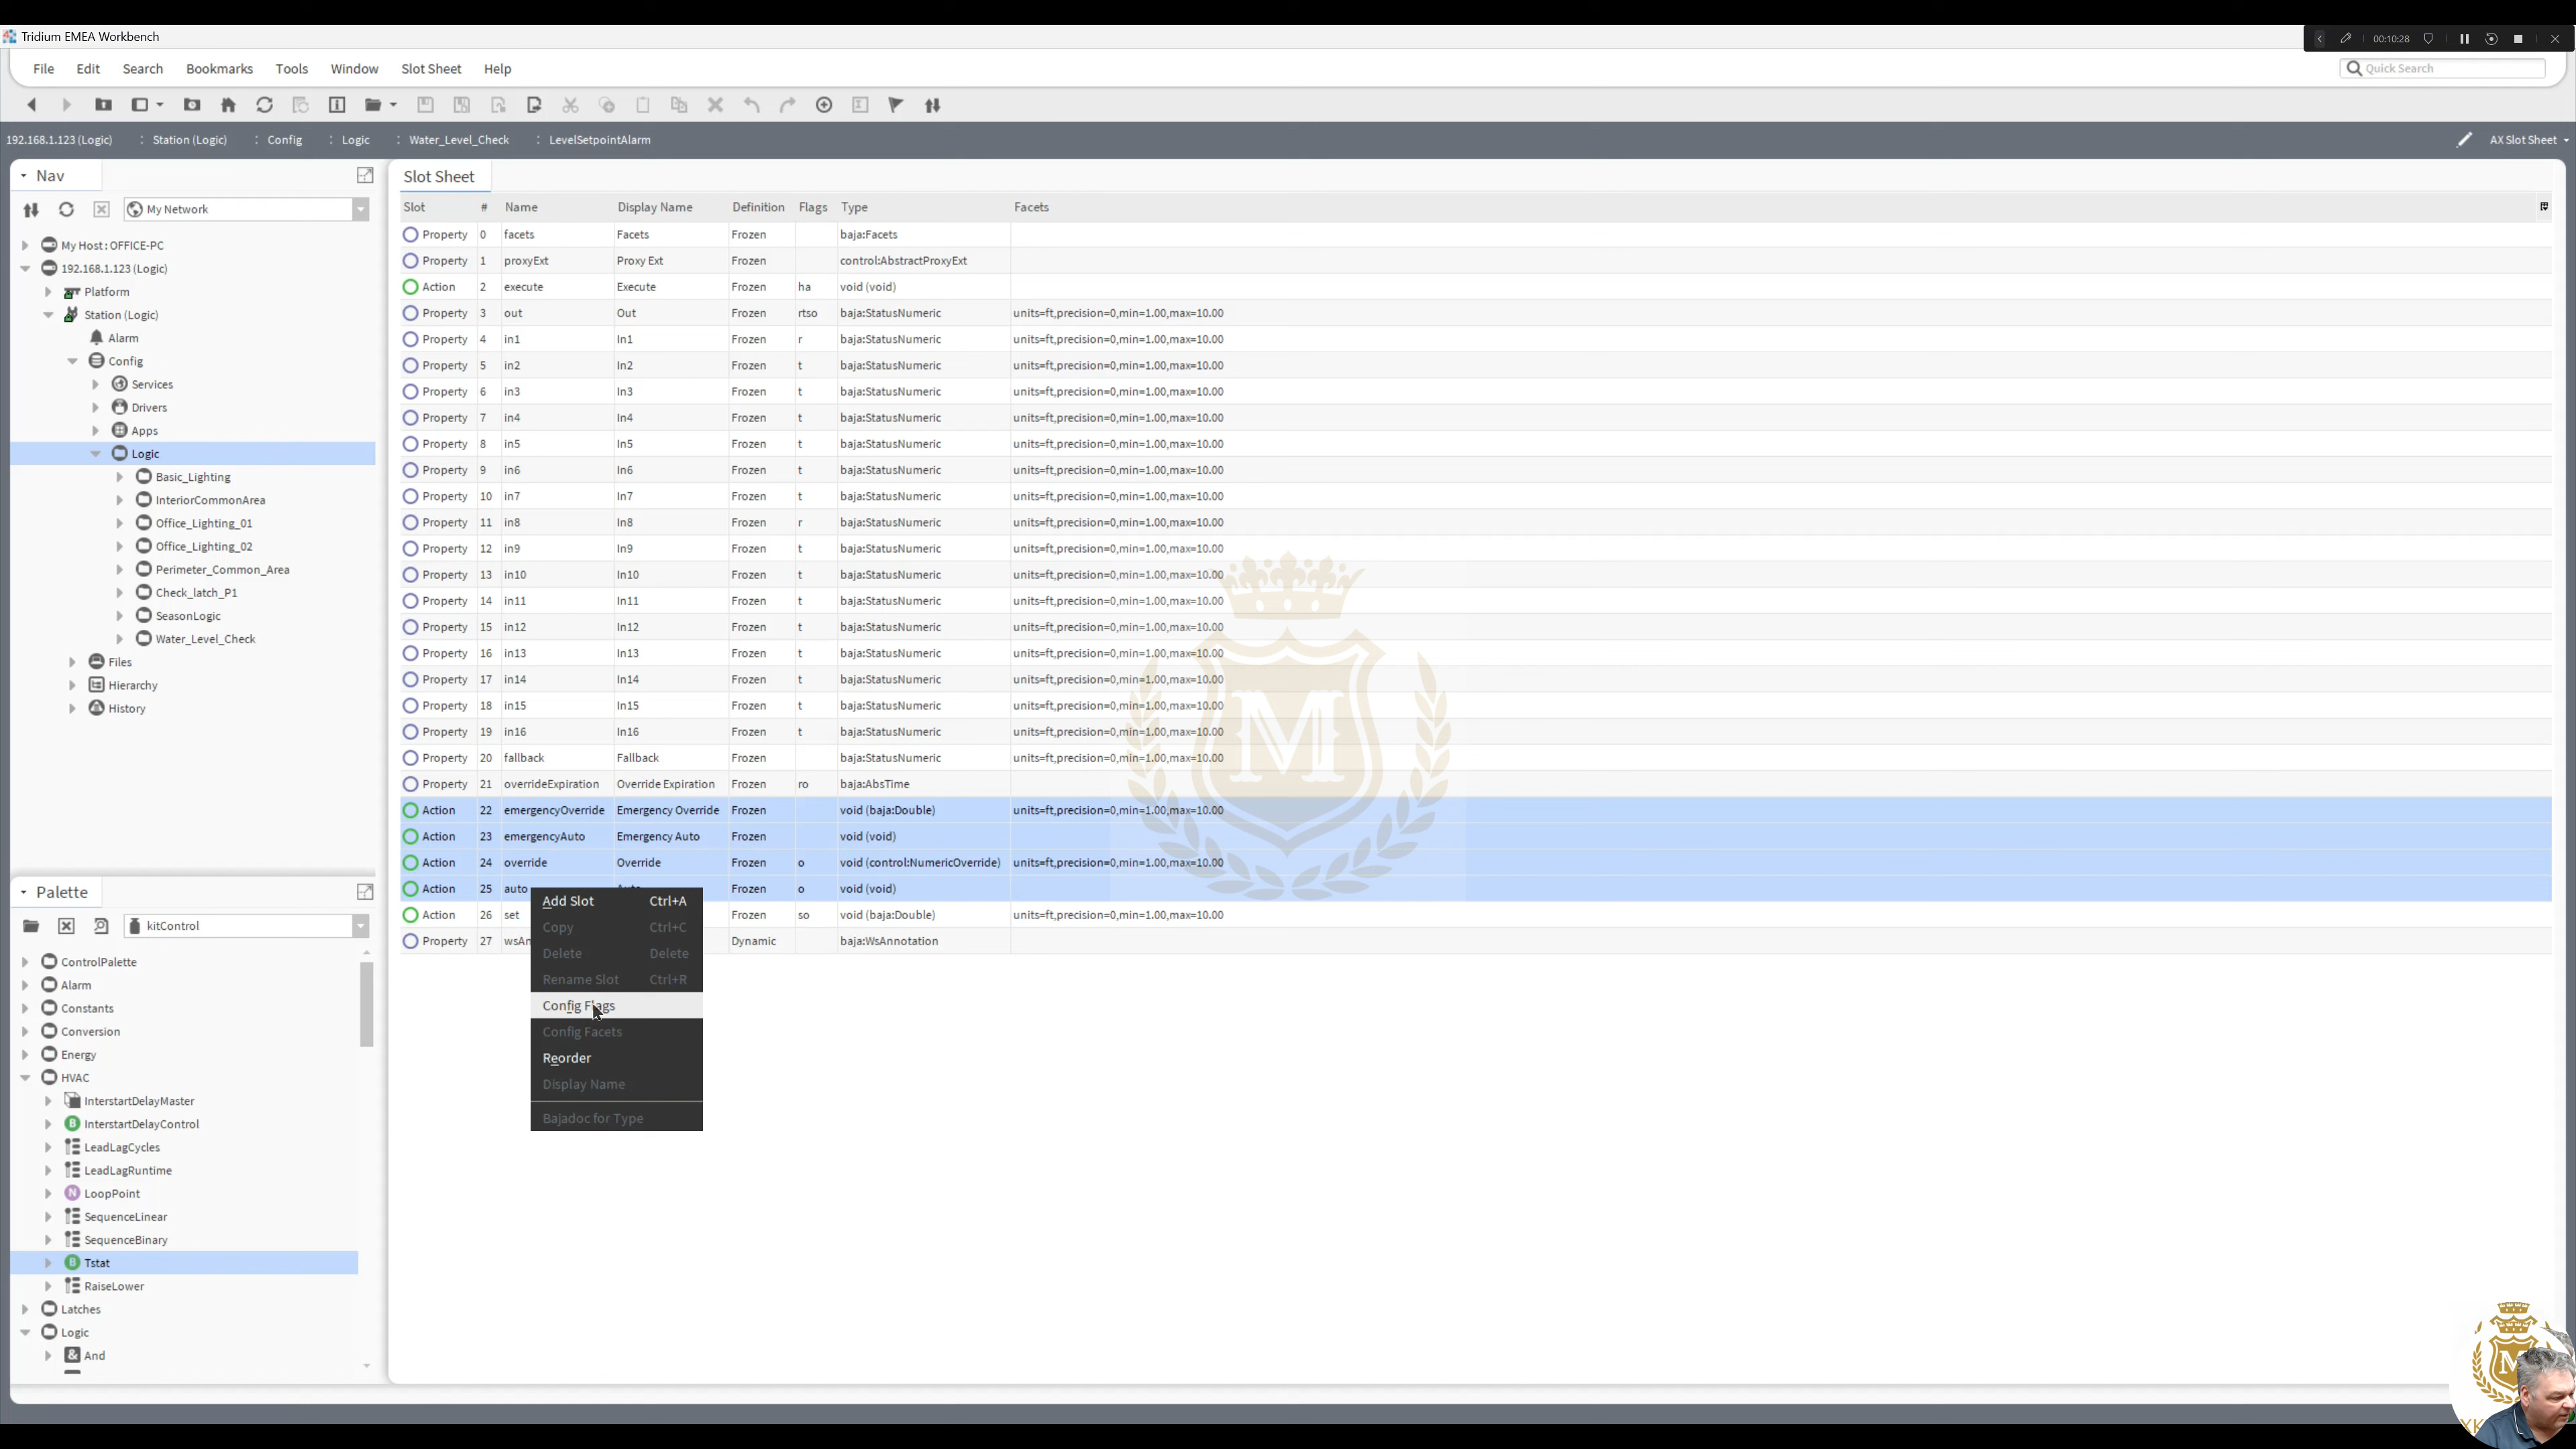 Tridium EMEA Workbench
00:10:28
File Edit Search Bookmarks Tools Window Slot Sheet Help
Quick Search
192.168.1.123 (Logic) : Station (Logic) : Config : Logic : Water_Level_Check : LevelSetpointAlarm
AX Slot Sheet
Nav
My Network
My Host : OFFICE-PC
192.168.1.123 (Logic)
Platform
Station (Logic)
Alarm
Config
Services
Drivers
Apps
Logic
Basic_Lighting
InteriorCommonArea
Office_Lighting_01
Office_Lighting_02
Perimeter_Common_Area
Check_latch_P1
SeasonLogic
Water_Level_Check
Files
Hierarchy
History
Palette
kitControl
ControlPalette
Alarm
Constants
Conversion
Energy
HVAC
InterstartDelayMaster
InterstartDelayControl
LeadLagCycles
LeadLagRuntime
LoopPoint
SequenceLinear
SequenceBinary
Tstat
RaiseLower
Latches
Logic
And
Slot Sheet
Slot # Name Display Name Definition Flags Type Facets
Property 0 facets Facets Frozen baja:Facets
Property 1 proxyExt Proxy Ext Frozen control:AbstractProxyExt
Action 2 execute Execute Frozen ha void (void)
Property 3 out Out Frozen rtso baja:StatusNumeric units=ft,precision=0,min=1.00,max=10.00
Property 4 in1 In1 Frozen r baja:StatusNumeric units=ft,precision=0,min=1.00,max=10.00
Property 5 in2 In2 Frozen t baja:StatusNumeric units=ft,precision=0,min=1.00,max=10.00
Property 6 in3 In3 Frozen t baja:StatusNumeric units=ft,precision=0,min=1.00,max=10.00
Property 7 in4 In4 Frozen t baja:StatusNumeric units=ft,precision=0,min=1.00,max=10.00
Property 8 in5 In5 Frozen t baja:StatusNumeric units=ft,precision=0,min=1.00,max=10.00
Property 9 in6 In6 Frozen t baja:StatusNumeric units=ft,precision=0,min=1.00,max=10.00
Property 10 in7 In7 Frozen t baja:StatusNumeric units=ft,precision=0,min=1.00,max=10.00
Property 11 in8 In8 Frozen r baja:StatusNumeric units=ft,precision=0,min=1.00,max=10.00
Property 12 in9 In9 Frozen t baja:StatusNumeric units=ft,precision=0,min=1.00,max=10.00
Property 13 in10 In10 Frozen t baja:StatusNumeric units=ft,precision=0,min=1.00,max=10.00
Property 14 in11 In11 Frozen t baja:StatusNumeric units=ft,precision=0,min=1.00,max=10.00
Property 15 in12 In12 Frozen t baja:StatusNumeric units=ft,precision=0,min=1.00,max=10.00
Property 16 in13 In13 Frozen t baja:StatusNumeric units=ft,precision=0,min=1.00,max=10.00
Property 17 in14 In14 Frozen t baja:StatusNumeric units=ft,precision=0,min=1.00,max=10.00
Property 18 in15 In15 Frozen t baja:StatusNumeric units=ft,precision=0,min=1.00,max=10.00
Property 19 in16 In16 Frozen t baja:StatusNumeric units=ft,precision=0,min=1.00,max=10.00
Property 20 fallback Fallback Frozen baja:StatusNumeric units=ft,precision=0,min=1.00,max=10.00
Property 21 overrideExpiration Override Expiration Frozen ro baja:AbsTime
Action 22 emergencyOverride Emergency Override Frozen void (baja:Double) units=ft,precision=0,min=1.00,max=10.00
Action 23 emergencyAuto Emergency Auto Frozen void (void)
Action 24 override Override Frozen o void (control:NumericOverride) units=ft,precision=0,min=1.00,max=10.00
Action 25 auto Frozen o void (void)
Action 26 set Frozen so void (baja:Double) units=ft,precision=0,min=1.00,max=10.00
Property 27 wsAn Dynamic baja:WsAnnotation
Add Slot Ctrl+A
Copy Ctrl+C
Delete Delete
Rename Slot Ctrl+R
Config Flags
Config Facets
Reorder
Display Name
Bajadoc for Type
M